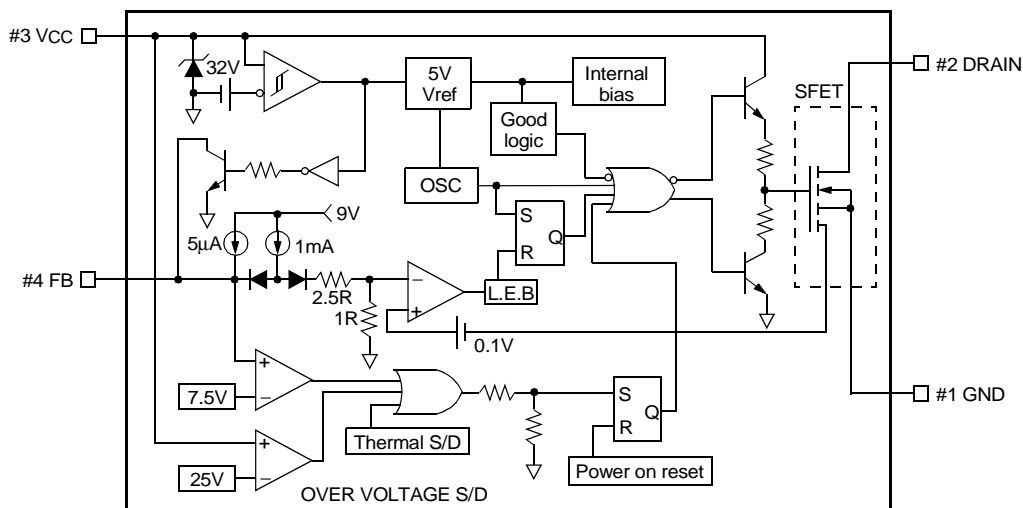 #3 VCC
32V
5V
Vref
Internal
bias
#2 DRAIN
SFET
Good
logic
OSC
9V
5μA
1mA
S
R
Q
#4 FB
2.5R
1R
−
+
L.E.B
0.1V
+
−
7.5V
Thermal S/D
S
R
Q
#1 GND
+
−
25V
Power on reset
OVER VOLTAGE S/D